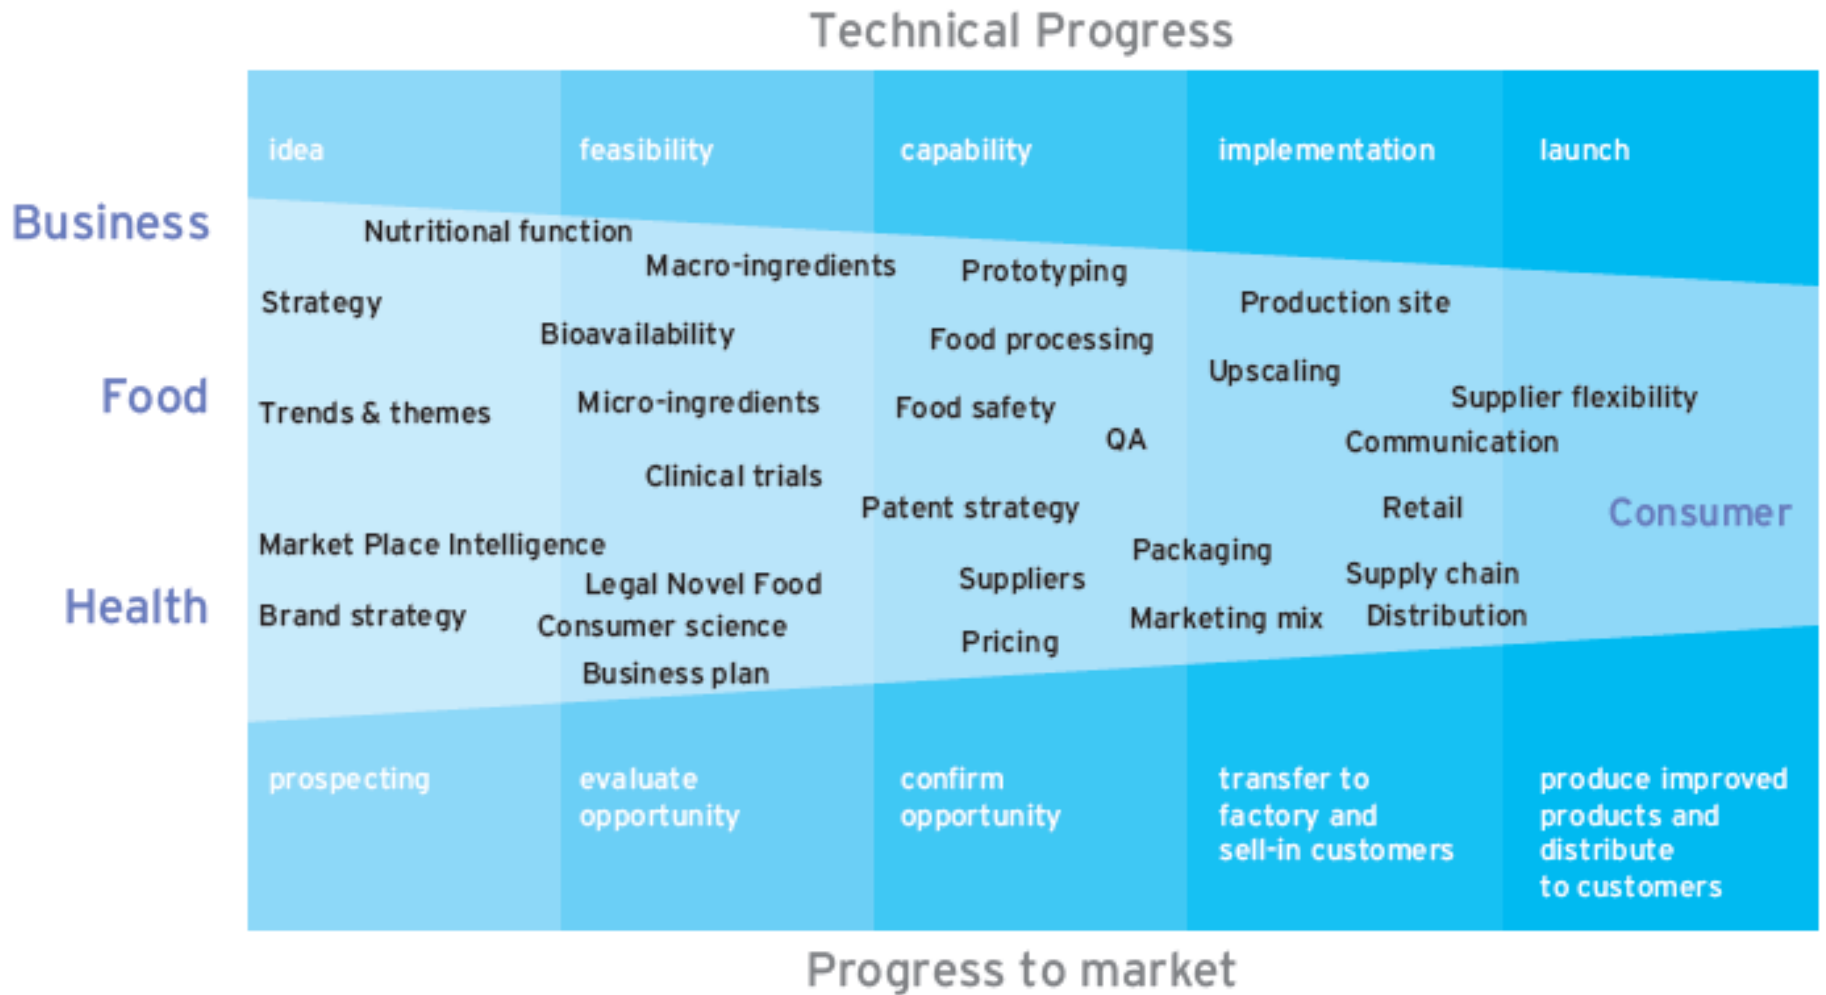 Technical Progress
idea
feasibility
capability
implementation
launch
Business
Nutritional function
Macro-ingredients
Prototyping
Strategy
Production site
Bioavailability
Food processing
Upscaling
Food
Trends & themes
Micro-ingredients
Food safety
Supplier flexibility
QA
Communication
Clinical trials
Patent strategy
Retail
Consumer
Market Place Intelligence
Packaging
Health
Legal Novel Food
Suppliers
Supply chain
Brand strategy
Consumer science
Marketing mix
Distribution
Pricing
Business plan
prospecting
evaluate
opportunity
confirm
opportunity
transfer to
factory and
sell-in customers
produce improved
products and
distribute
to customers
Progress to market